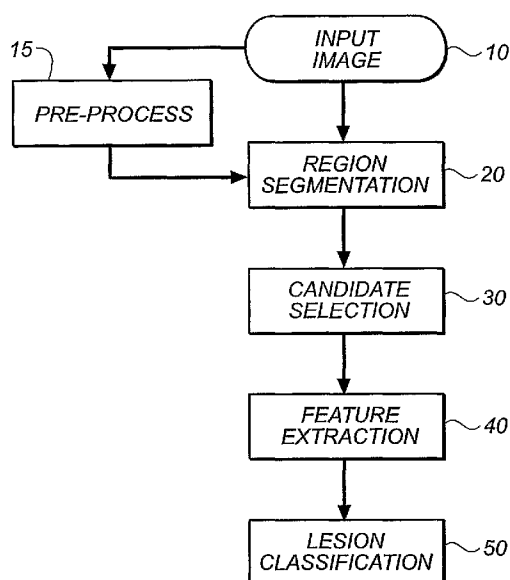 INPUT
IMAGE
10
15
PRE-PROCESS
REGION
SEGMENTATION
20
CANDIDATE
SELECTION
30
FEATURE
EXTRACTION
40
LESION
CLASSIFICATION
50